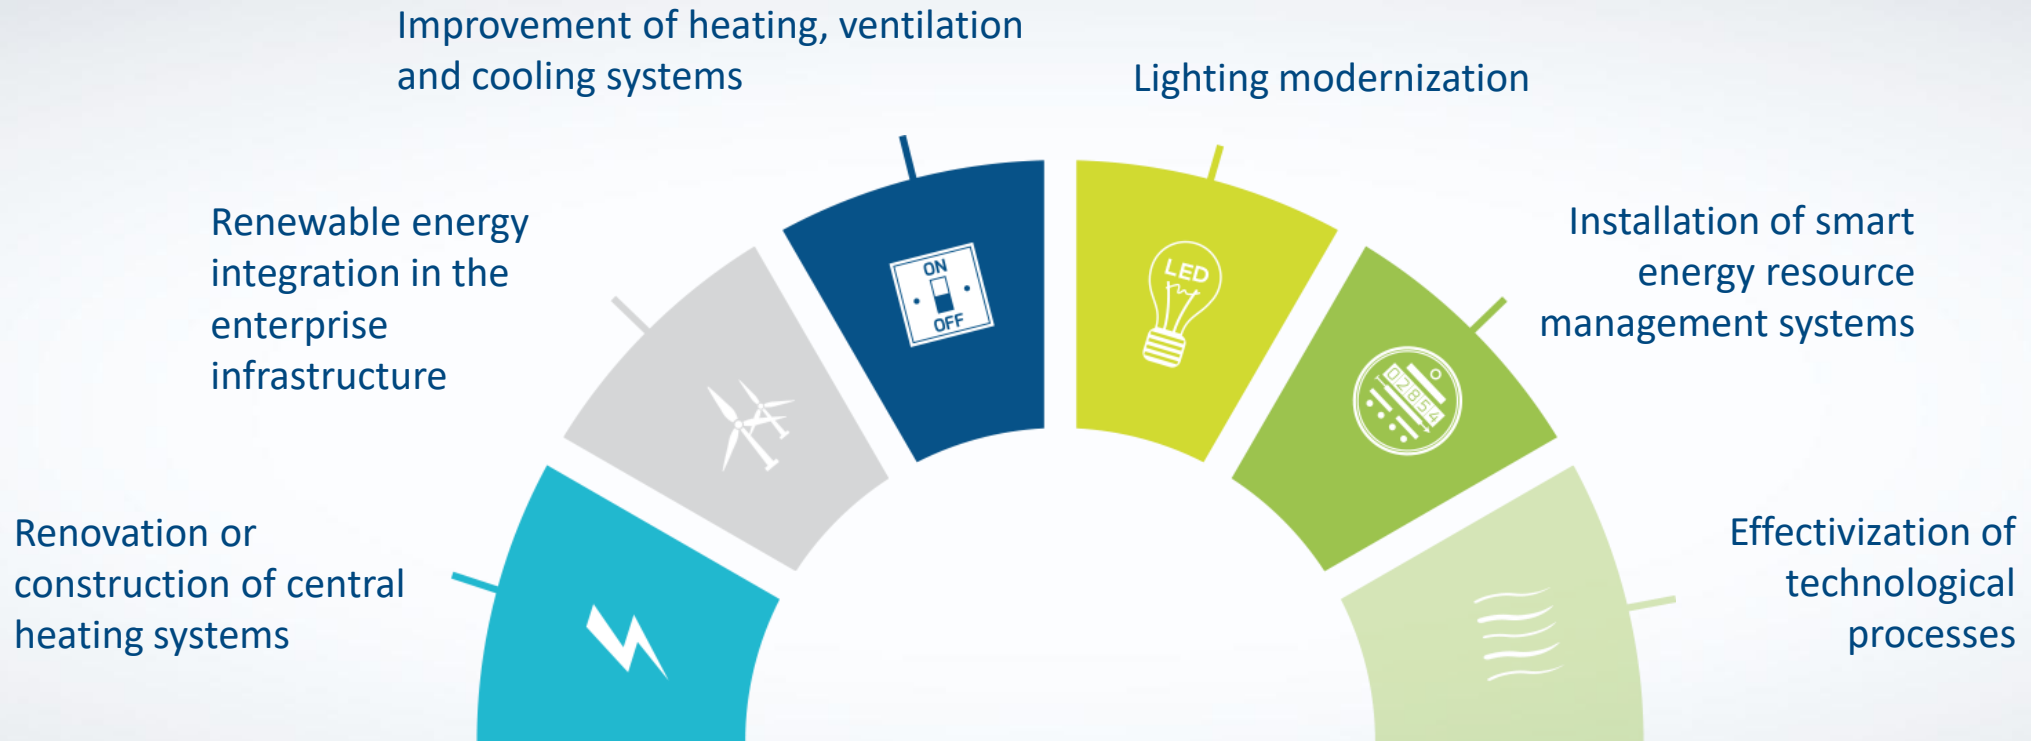 Improvement of heating, ventilation
and cooling systems
Lighting modernization
Renewable energy
integration in the
enterprise
infrastructure
Installation of smart
energy resource
management systems
Renovation or
construction of central
heating systems
Effectivization of
technological
processes
ON
OFF
LED
02854